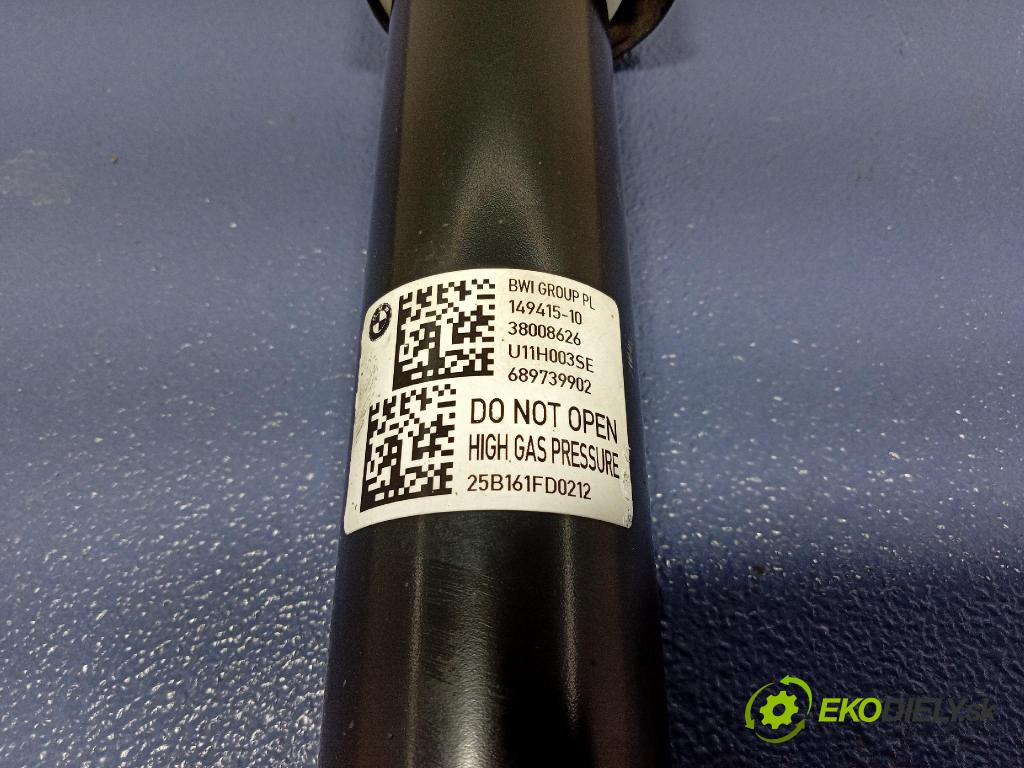 BWI GROUP PL
149415-10
38008626
U11H003SE
689739902
DO NOT OPEN
HIGH GAS PRESSURE
25B161FD0212
EKODIELY.sk